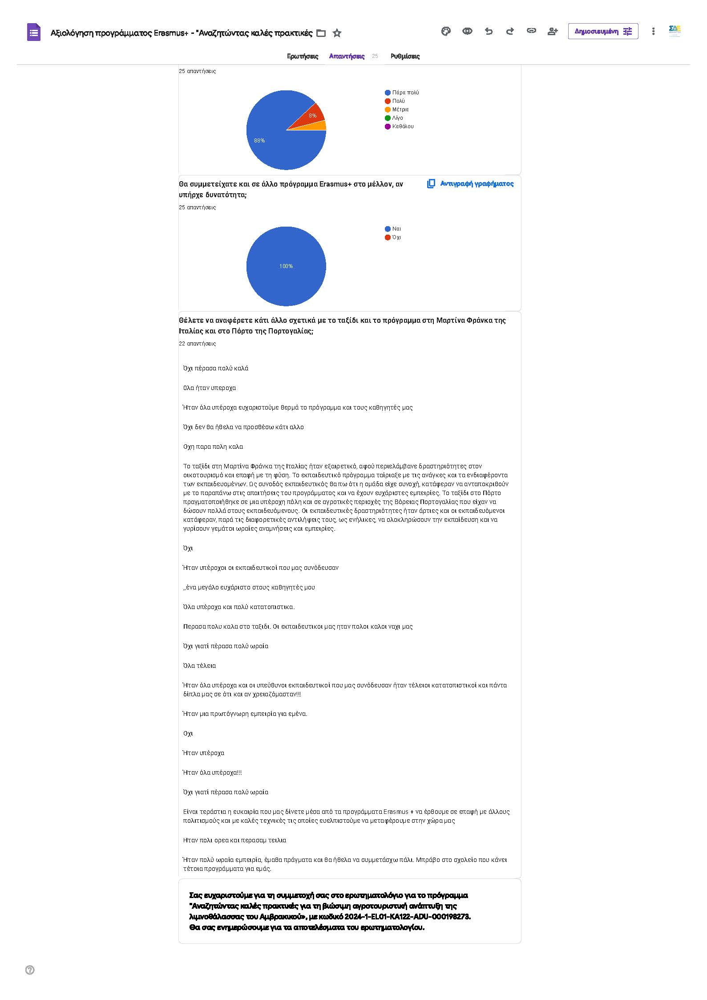 Αξιολόγηση προγράμματος Erasmus+ - "Αναζητώντας καλές πρακτικές
Δημοσιευμένη
ΣΔΕ
Ερωτήσεις Απαντήσεις 25 Ρυθμίσεις
25 απαντήσεις
Πάρα πολύ
Πολύ
Μέτρια
Λίγο
Καθόλου
8%
88%
Θα συμμετείχατε και σε άλλο πρόγραμμα Erasmus+ στο μέλλον, αν
υπήρχε δυνατότητα;
Αντιγραφή γραφήματος
25 απαντήσεις
Ναι
Όχι
100%
Θέλετε να αναφέρετε κάτι άλλο σχετικά με το ταξίδι και το πρόγραμμα στη Μαρτίνα Φράνκα της
Ιταλίας και στο Πόρτο της Πορτογαλίας;
22 απαντήσεις
Όχι πέρασα πολύ καλά
Όλα ήταν υπεροχα
Ήταν όλα υπέροχα ευχαριστούμε θερμά το πρόγραμμα και τους καθηγητές μας
Όχι δεν θα ήθελα να προσθέσω κάτι αλλο
Οχη παρα πολη καλα
Το ταξίδι στη Μαρτίνα Φράνκα της Ιταλίας ήταν εξαιρετικό, αφού περιελάμβανε δραστηριότητες στον
οικοτουρισμό και επαφή με τη φύση. Το εκπαιδευτικό πρόγραμμα ταίριαξε με τις ανάγκες και τα ενδιαφέροντα
των εκπαιδευομένων. Ως συνοδός εκπαιδευτικός θα πω ότι η ομάδα είχε συνοχή, κατάφεραν να ανταποκριθούν
με το παραπάνω στις απαιτήσεις του προγράμματος και να έχουν ευχάριστες εμπειρίες. Το ταξίδι στο Πόρτο
πραγματοποιήθηκε σε μια υπέροχη πόλη και σε αγροτικές περιοχές της Βόρειας Πορτογαλίας που είχαν να
δώσουν πολλά στους εκπαιδευόμενους. Οι εκπαιδευτικές δραστηριότητες ήταν άρτιες και οι εκπαιδευόμενοι
κατάφεραν, παρά τις διαφορετικές αντιλήψεις τους, ως ενήλικες, να ολοκληρώσουν την εκπαίδευση και να
γυρίσουν γεμάτοι ωραίες αναμνήσεις και εμπειρίες.
Όχι
Ήταν υπέροχοι οι εκπαιδευτικοί που μας συνόδευσαν
,,ένα μεγάλο ευχάριστο στους καθηγητές μου
Όλα υπέροχα και πολύ κατατοπιστικα.
Περασα πολυ καλα στο ταξιδι. Οι εκπαιδευτικοι μας ηταν πολοι καλοι ναχι μας
Όχι γιατί πέρασα πολύ ωραία
Όλα τέλεια
Ήταν όλα υπέροχα και οι υπεύθυνοι εκπαιδευτικοί που μας συνόδευσαν ήταν τέλειοι κατατοπιστικοί και πάντα
δίπλα μας σε ότι και αν χρειαζόμασταν!!!
Ήταν μια πρωτόγνωρη εμπειρία για εμένα.
Οχι
Ήταν υπέροχα
Ήταν όλα υπέροχα!!!
Όχι γιατί πέρασα πολύ ωραία
Είναι τεράστια η ευκαιρία που μας δίνετε μέσα από τα προγράμματα Erasmus + να έρθουμε σε επαφή με άλλους
πολιτισμούς και με καλές τεχνικές τις οποίες ευελπιστούμε να μεταφέρουμε στην χώρα μας
Ηταν πολι ορεα και περασαμ τειλια
Ήταν πολύ ωραία εμπειρία, έμαθα πράγματα και θα ήθελα να συμμετάσχω πάλι. Μπράβο στο σχολείο που κάνει
τέτοια προγράμματα για εμάς.
Σας ευχαριστούμε για τη συμμετοχή σας στο ερωτηματολόγιο για το πρόγραμμα
"Αναζητώντας καλές πρακτικές για τη βιώσιμη αγροτουριστική ανάπτυξη της
λιμνοθάλασσας του Αμβρακικού», με κωδικό 2024-1-EL01-KA122-ADU-000198273.
Θα σας ενημερώσουμε για τα αποτελέσματα του ερωτηματολογίου.